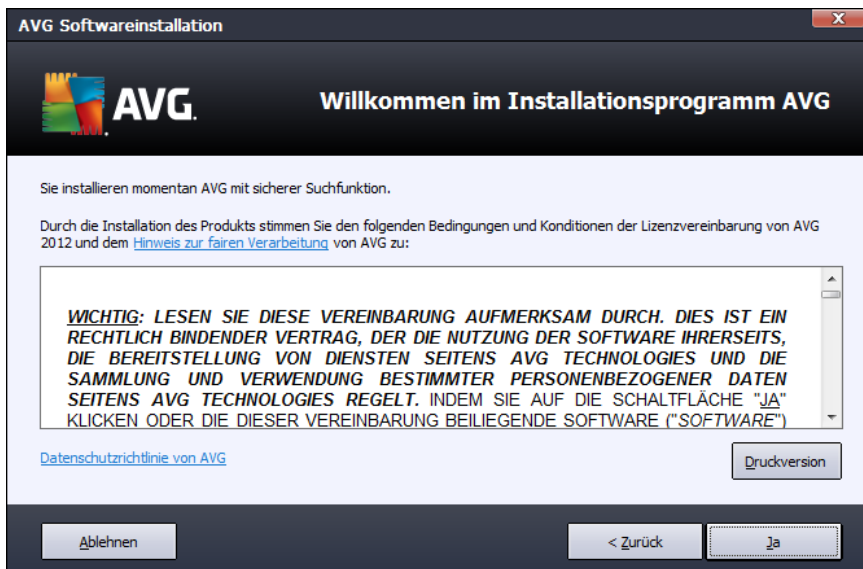 AVG Softwareinstallation
AVG.
Willkommen im Installationsprogramm AVG
Sie installieren momentan AVG mit sicherer Suchfunktion.
Durch die Installation des Produkts stimmen Sie den folgenden Bedingungen und Konditionen der Lizenzvereinbarung von AVG
2012 und dem Hinweis zur fairen Verarbeitung von AVG zu:
WICHTIG: LESEN SIE DIESE VEREINBARUNG AUFMERKSAM DURCH. DIES IST EIN
RECHTLICH BINDENDER VERTRAG, DER DIE NUTZUNG DER SOFTWARE IHRERSEITS,
DIE BEREITSTELLUNG VON DIENSTEN SEITENS AVG TECHNOLOGIES UND DIE
SAMMLUNG UND VERWENDUNG BESTIMMTER PERSONENBEZOGENER DATEN
SEITENS AVG TECHNOLOGIES REGELT. INDEM SIE AUF DIE SCHALTFLÄCHE "JA"
KLICKEN ODER DIE DIESER VEREINBARUNG BEILIEGENDE SOFTWARE ("SOFTWARE")
Datenschutzrichtlinie von AVG
Druckversion
Ablehnen
< Zurück
Ja